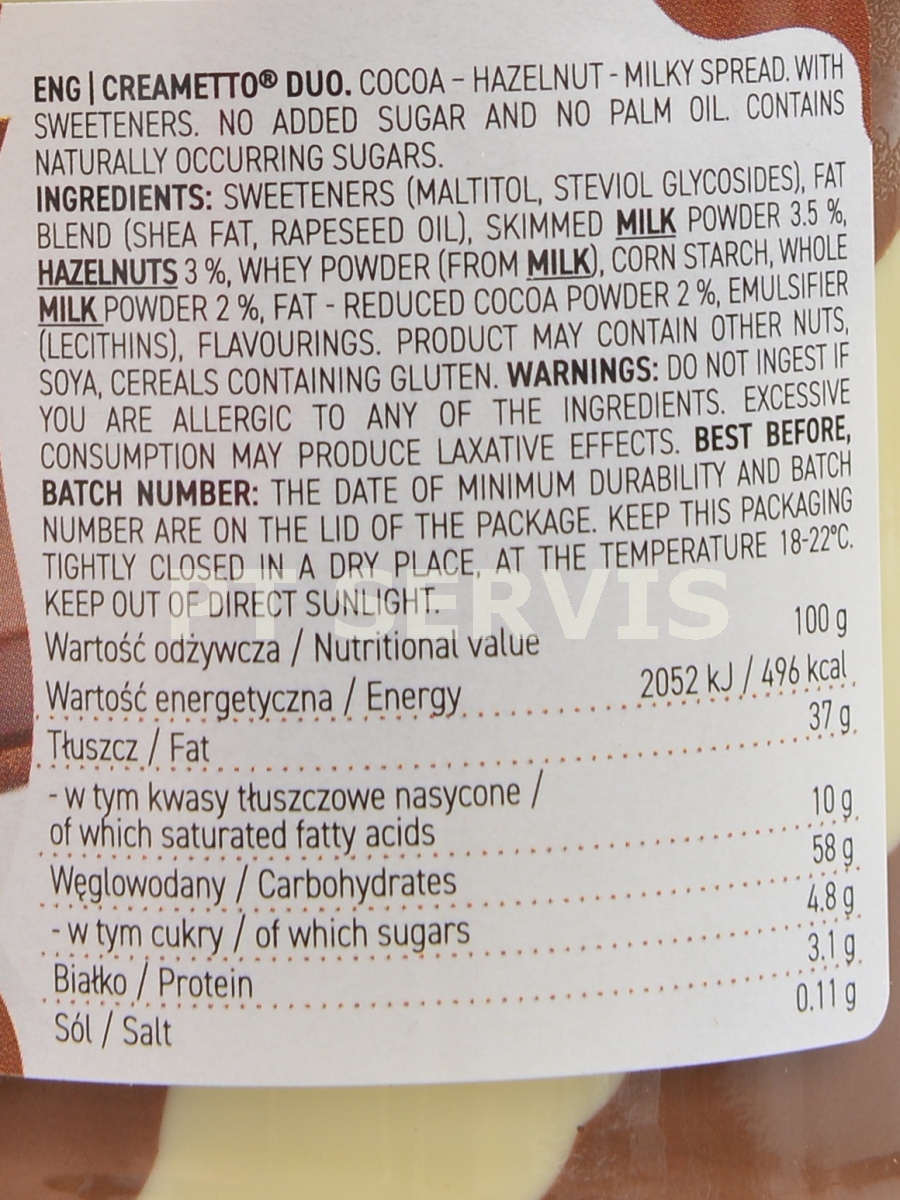 ENG | CREAMETTO® DUO. COCOA – HAZELNUT - MILKY SPREAD. WITH
SWEETENERS. NO ADDED SUGAR AND NO PALM OIL. CONTAINS
NATURALLY OCCURRING SUGARS.
INGREDIENTS: SWEETENERS (MALTITOL, STEVIOL GLYCOSIDES), FAT
BLEND (SHEA FAT, RAPESEED OIL), SKIMMED MILK POWDER 3.5 %,
HAZELNUTS 3 %, WHEY POWDER (FROM MILK), CORN STARCH, WHOLE
MILK POWDER 2 %, FAT - REDUCED COCOA POWDER 2 %, EMULSIFIER
(LECITHINS), FLAVOURINGS. PRODUCT MAY CONTAIN OTHER NUTS,
SOYA, CEREALS CONTAINING GLUTEN. WARNINGS: DO NOT INGEST IF
YOU ARE ALLERGIC TO ANY OF THE INGREDIENTS. EXCESSIVE
CONSUMPTION MAY PRODUCE LAXATIVE EFFECTS. BEST BEFORE,
BATCH NUMBER: THE DATE OF MINIMUM DURABILITY AND BATCH
NUMBER ARE ON THE LID OF THE PACKAGE. KEEP THIS PACKAGING
TIGHTLY CLOSED IN A DRY PLACE, AT THE TEMPERATURE 18-22°C.
KEEP OUT OF DIRECT SUNLIGHT.
PT SERVIS
Wartość odżywcza / Nutritional value 100 g
Wartość energetyczna / Energy 2052 kJ / 496 kcal
Tłuszcz / Fat 37 g
- w tym kwasy tłuszczowe nasycone /
of which saturated fatty acids 10 g
Węglowodany / Carbohydrates 58 g
- w tym cukry / of which sugars 4.8 g
Białko / Protein 3.1 g
Sól / Salt 0.11 g